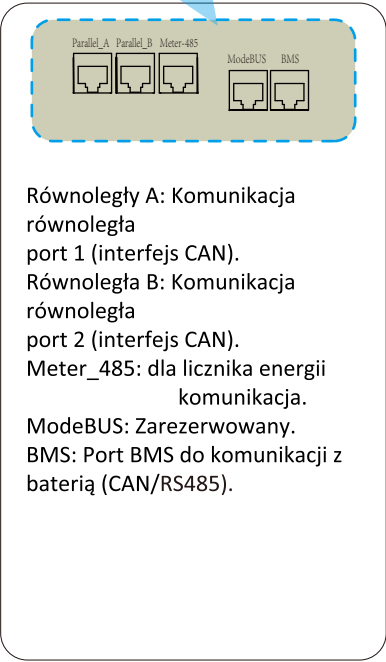 Parallel_A Parallel_B Meter-485
ModeBUS BMS
Równoległy A: Komunikacja
równoległa
port 1 (interfejs CAN).
Równoległa B: Komunikacja
równoległa
port 2 (interfejs CAN).
Meter_485: dla licznika energii
komunikacja.
ModeBUS: Zarezerwowany.
BMS: Port BMS do komunikacji z
baterią (CAN/RS485).